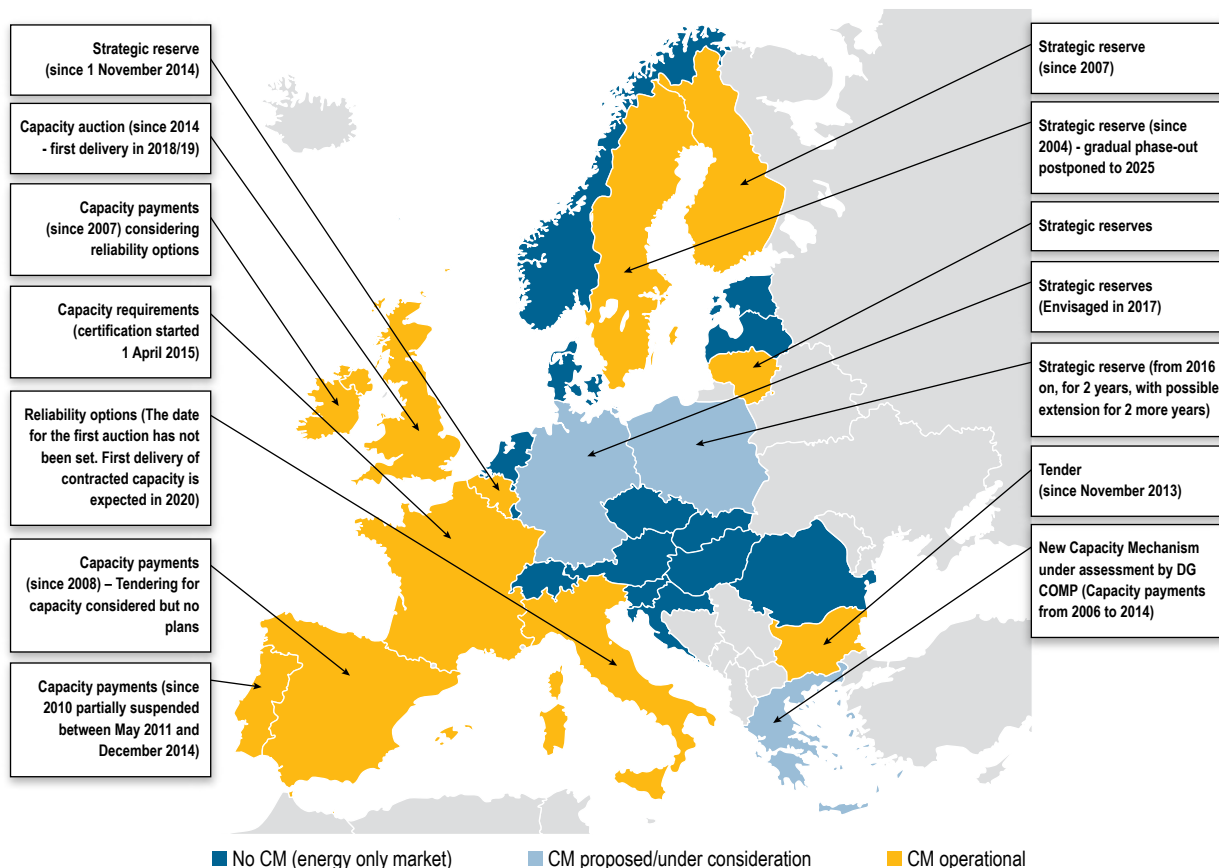 Strategic reserve
(since 1 November 2014)
Capacity auction (since 2014
- first delivery in 2018/19)
Capacity payments
(since 2007) considering
reliability options
Capacity requirements
(certification started
1 April 2015)
Reliability options (The date
for the first auction has not
been set. First delivery of
contracted capacity is
expected in 2020)
Capacity payments
(since 2008) – Tendering for
capacity considered but no
plans
Capacity payments (since
2010 partially suspended
between May 2011 and
December 2014)
Strategic reserve
(since 2007)
Strategic reserve (since
2004) - gradual phase-out
postponed to 2025
Strategic reserves
Strategic reserves
(Envisaged in 2017)
Strategic reserve (from 2016
on, for 2 years, with possible
extension for 2 more years)
Tender
(since November 2013)
New Capacity Mechanism
under assessment by DG
COMP (Capacity payments
from 2006 to 2014)
No CM (energy only market)
CM proposed/under consideration
CM operational